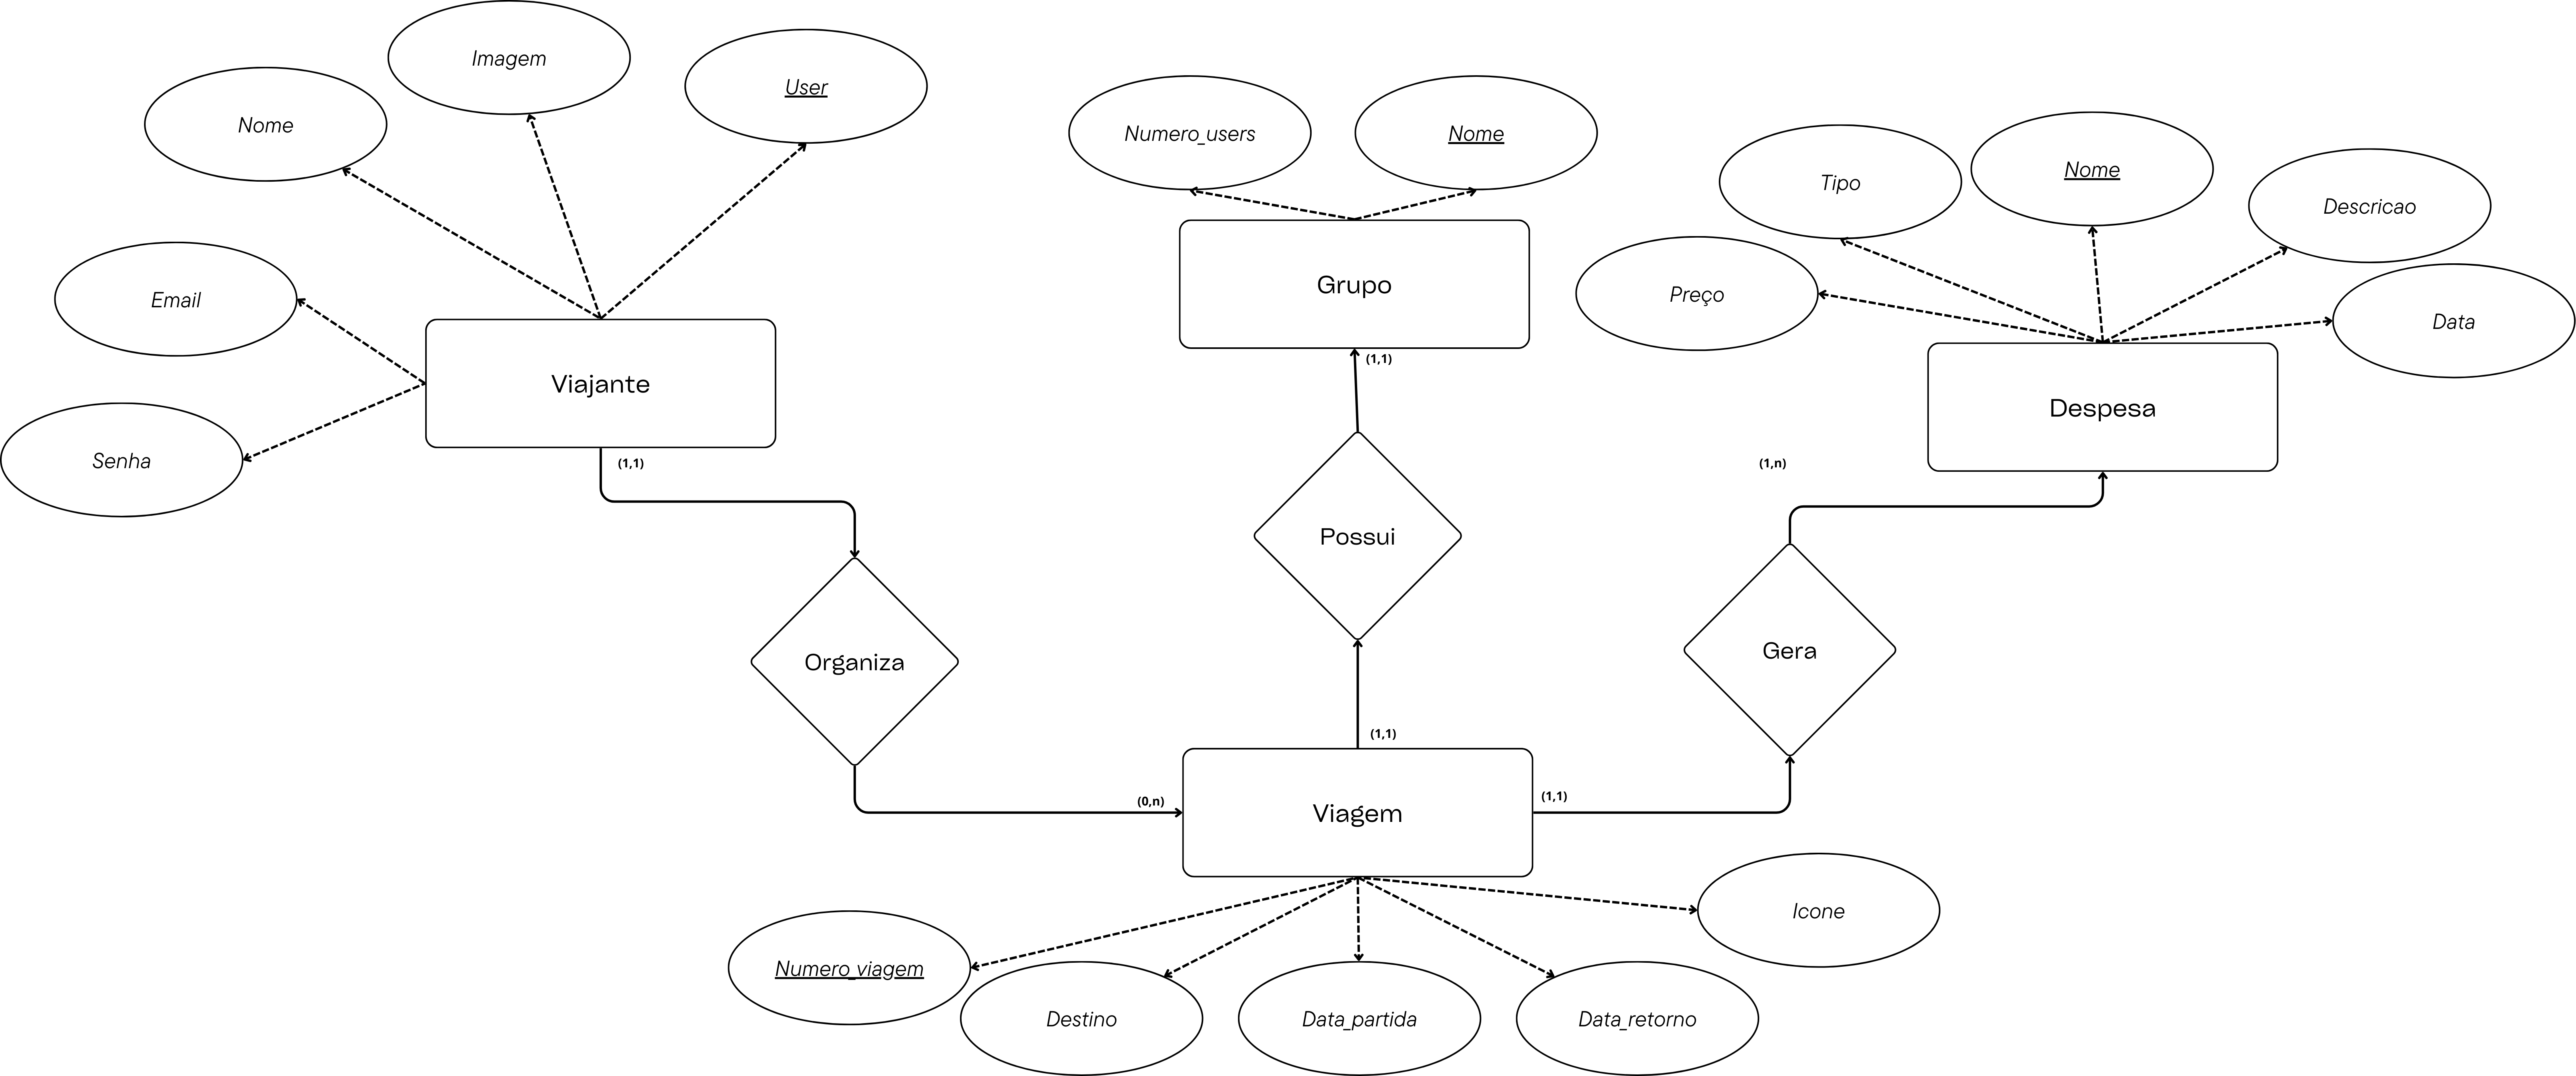 Imagem
User
Nome
Numero_users
Nome
Tipo
Nome
Descricao
Email
Preço
Data
Grupo
Viajante
Despesa
Senha
(1,1)
(1,1)
(1,n)
Possui
Organiza
Gera
(1,1)
(0,n)
(1,1)
Viagem
Icone
Numero_viagem
Destino
Data_partida
Data_retorno